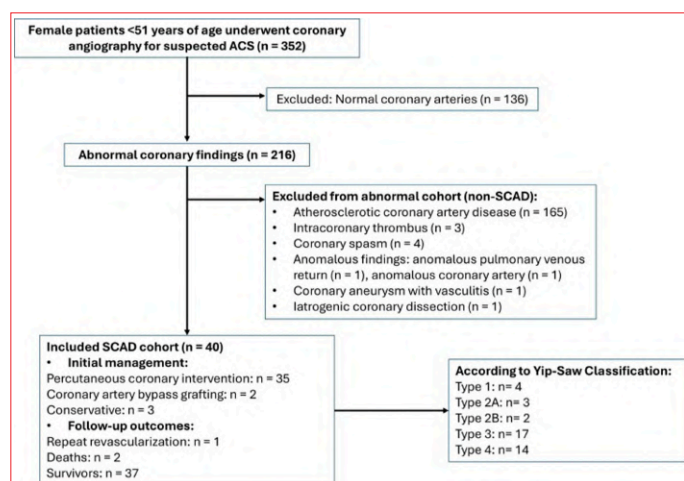 Female patients <51 years of age underwent coronary
angiography for suspected ACS (n = 352)
Excluded: Normal coronary arteries (n = 136)
Abnormal coronary findings (n = 216)
Excluded from abnormal cohort (non-SCAD):
• Atherosclerotic coronary artery disease (n = 165)
• Intracoronary thrombus (n = 3)
• Coronary spasm (n = 4)
• Anomalous findings: anomalous pulmonary venous
return (n = 1), anomalous coronary artery (n = 1)
• Coronary aneurysm with vasculitis (n = 1)
• Iatrogenic coronary dissection (n = 1)
Included SCAD cohort (n = 40)
• Initial management:
Percutaneous coronary intervention: n = 35
Coronary artery bypass grafting: n = 2
Conservative: n = 3
• Follow-up outcomes:
Repeat revascularization: n = 1
Deaths: n = 2
Survivors: n = 37
According to Yip-Saw Classification:
Type 1: n= 4
Type 2A: n= 3
Type 2B: n= 2
Type 3: n= 17
Type 4: n= 14